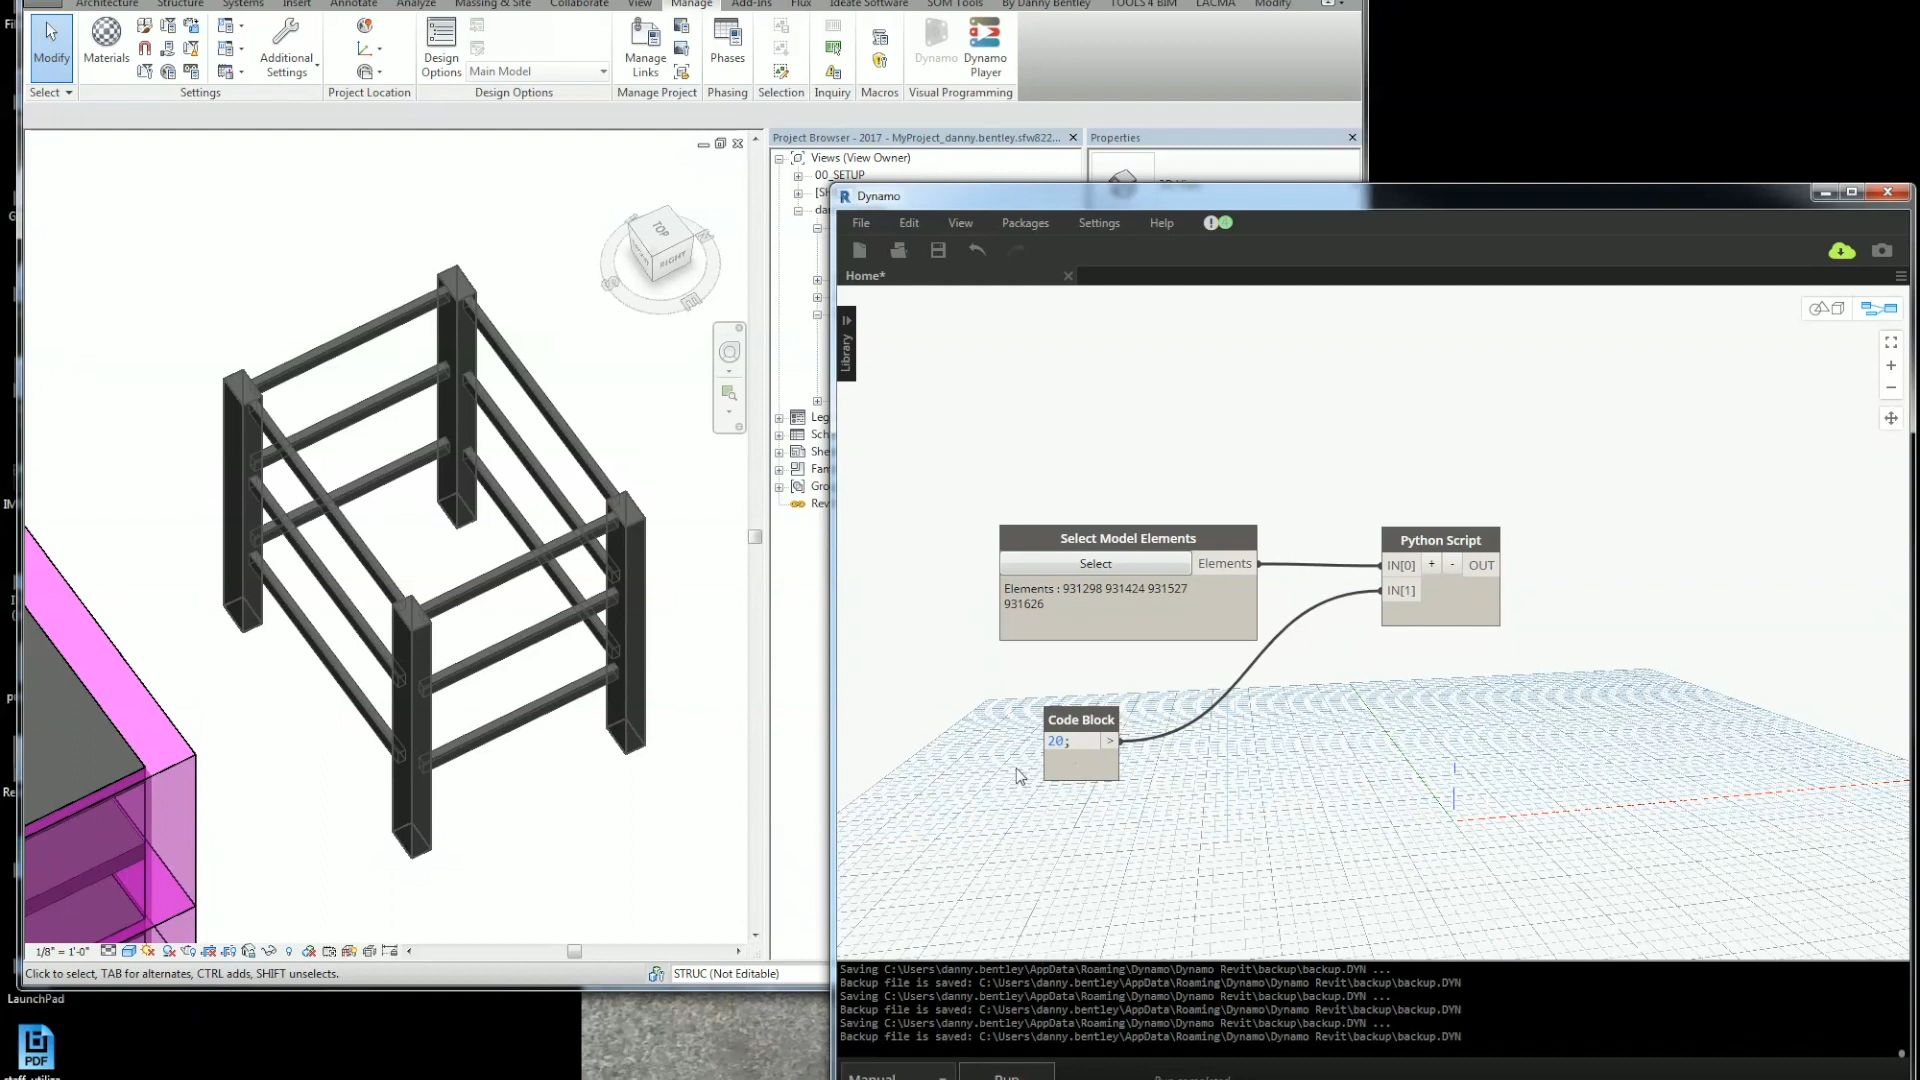 Architecture Structure Systems Insert Annotate Analyze Massing & Site Collaborate View Manage Add-Ins Flux Ideate Software SOM Tools By Danny Bentley TOOLS 4 BIM LACMA Modify
Modify
Materials
Additional
Settings
Design
Options
Main Model
Manage
Links
Phases
Dynamo
Dynamo
Player
Select
Settings
Project Location
Design Options
Manage Project
Phasing
Selection
Inquiry
Macros
Visual Programming
Project Browser - 2017 - MyProject_danny.bentley.sfw822...
Properties
Views (View Owner)
00_SETUP
Leg
Sch
She
Fam
Gro
Rev
TOP
RIGHT
Dynamo
File Edit View Packages Settings Help
Home*
Library
Select Model Elements
Select
Elements
Elements : 931298 931424 931527
931626
Python Script
IN[0] + - OUT
IN[1]
Code Block
20; >
1/8" = 1'-0"
Click to select, TAB for alternates, CTRL adds, SHIFT unselects.
STRUC (Not Editable)
LaunchPad
PDF
Saving C:\Users\danny.bentley\AppData\Roaming\Dynamo\Dynamo Revit\backup\backup.DYN ...
Backup file is saved: C:\Users\danny.bentley\AppData\Roaming\Dynamo\Dynamo Revit\backup\backup.DYN
Saving C:\Users\danny.bentley\AppData\Roaming\Dynamo\Dynamo Revit\backup\backup.DYN ...
Backup file is saved: C:\Users\danny.bentley\AppData\Roaming\Dynamo\Dynamo Revit\backup\backup.DYN
Saving C:\Users\danny.bentley\AppData\Roaming\Dynamo\Dynamo Revit\backup\backup.DYN ...
Backup file is saved: C:\Users\danny.bentley\AppData\Roaming\Dynamo\Dynamo Revit\backup\backup.DYN
Manual
Run